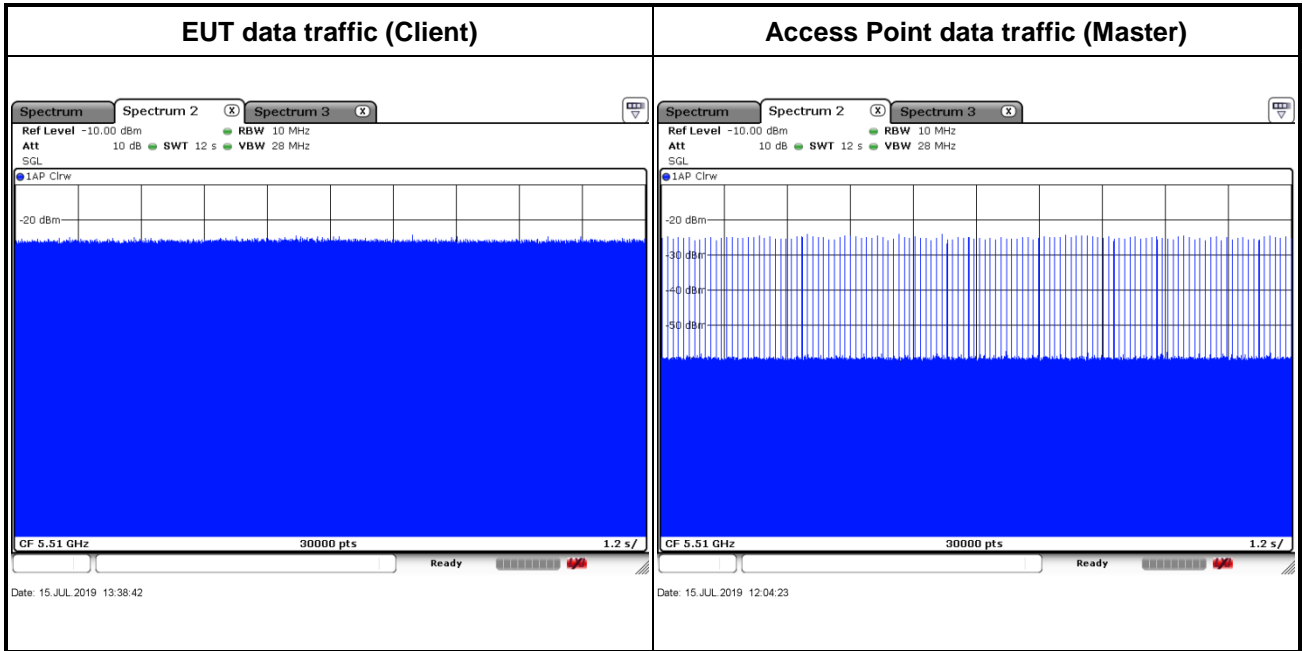 EUT data traffic (Client)
Access Point data traffic (Master)
Spectrum
Spectrum 2
X
Spectrum 3
X
Ref Level -10.00 dBm
RBW 10 MHz
Att
10 dB
SWT 12 s
VBW 28 MHz
SGL
1AP Clrw
-20 dBm
CF 5.51 GHz
30000 pts
1.2 s/
Ready
Date: 15.JUL.2019 13:38:42
Spectrum
Spectrum 2
X
Spectrum 3
X
Ref Level -10.00 dBm
RBW 10 MHz
Att
10 dB
SWT 12 s
VBW 28 MHz
SGL
1AP Clrw
-20 dBm
-30 dBm
-40 dBm
-50 dBm
CF 5.51 GHz
30000 pts
1.2 s/
Ready
Date: 15.JUL.2019 12:04:23